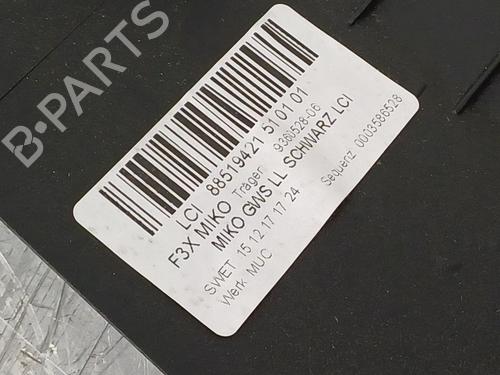 B-PARTS
LCI 88519421 510101
F3X MIKO Träger: 9360528-06
MIKO GWS LL SCHWARZ LCI
SWET 15 12 17 17 24
Werk MUC Sequenz 0003586528